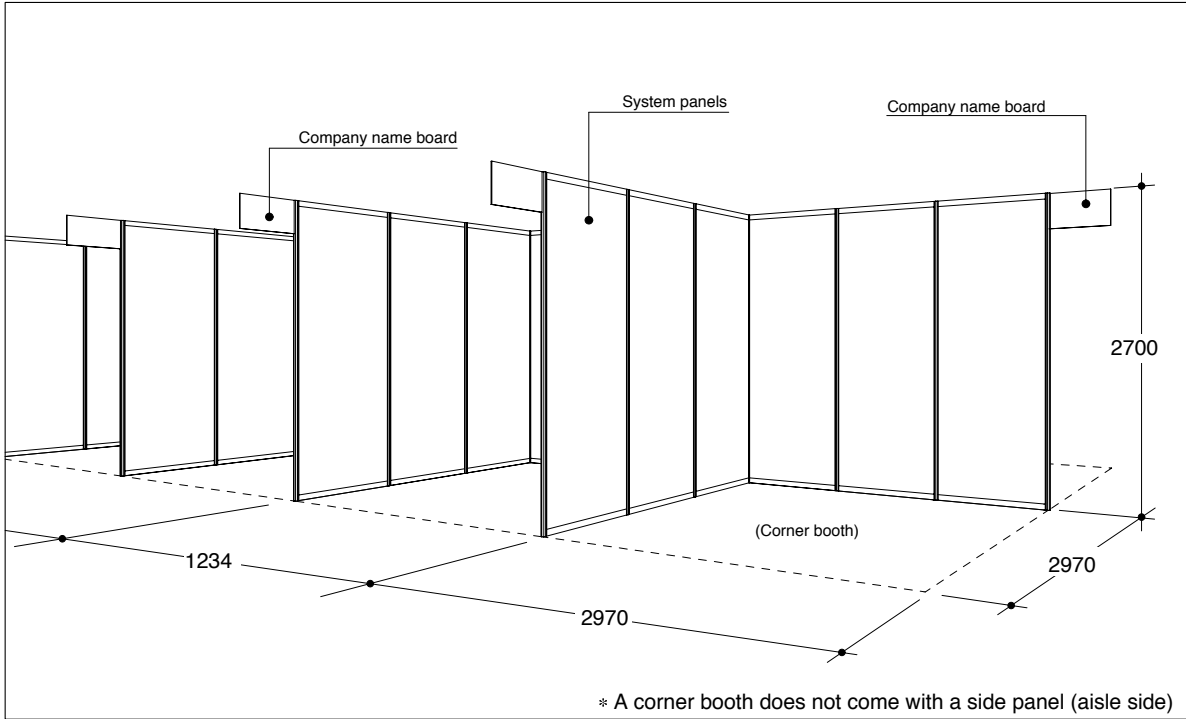 System panels
Company name board
Company name board
2700
(Corner booth)
1234
2970
2970
* A corner booth does not come with a side panel (aisle side)